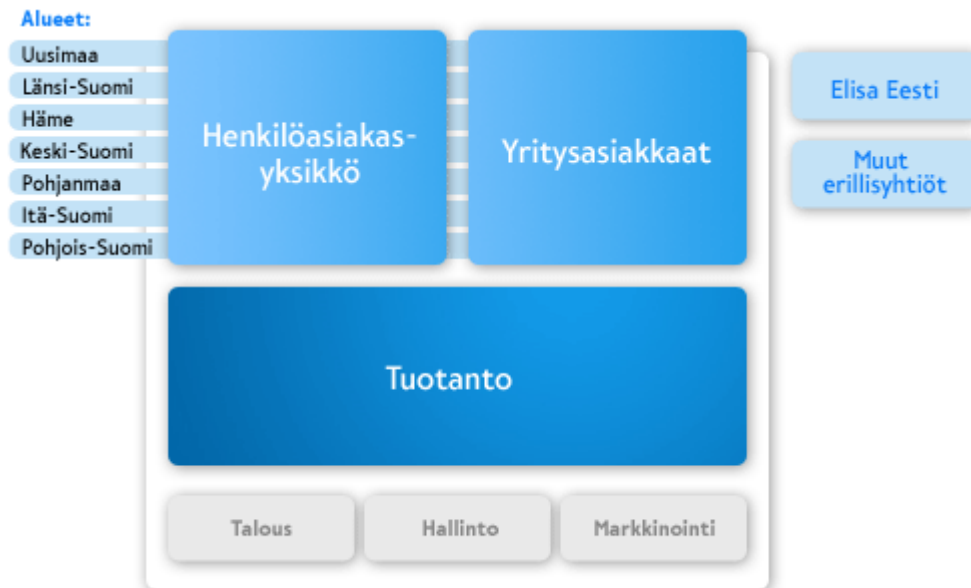 Alueet:
Uusimaa
Länsi-Suomi
Häme
Keski-Suomi
Pohjanmaa
Itä-Suomi
Pohjois-Suomi
Henkilöasiakas-
yksikkö
Yritysasiakkaat
Elisa Eesti
Muut
erillisyhtiöt
Tuotanto
Talous
Hallinto
Markkinointi